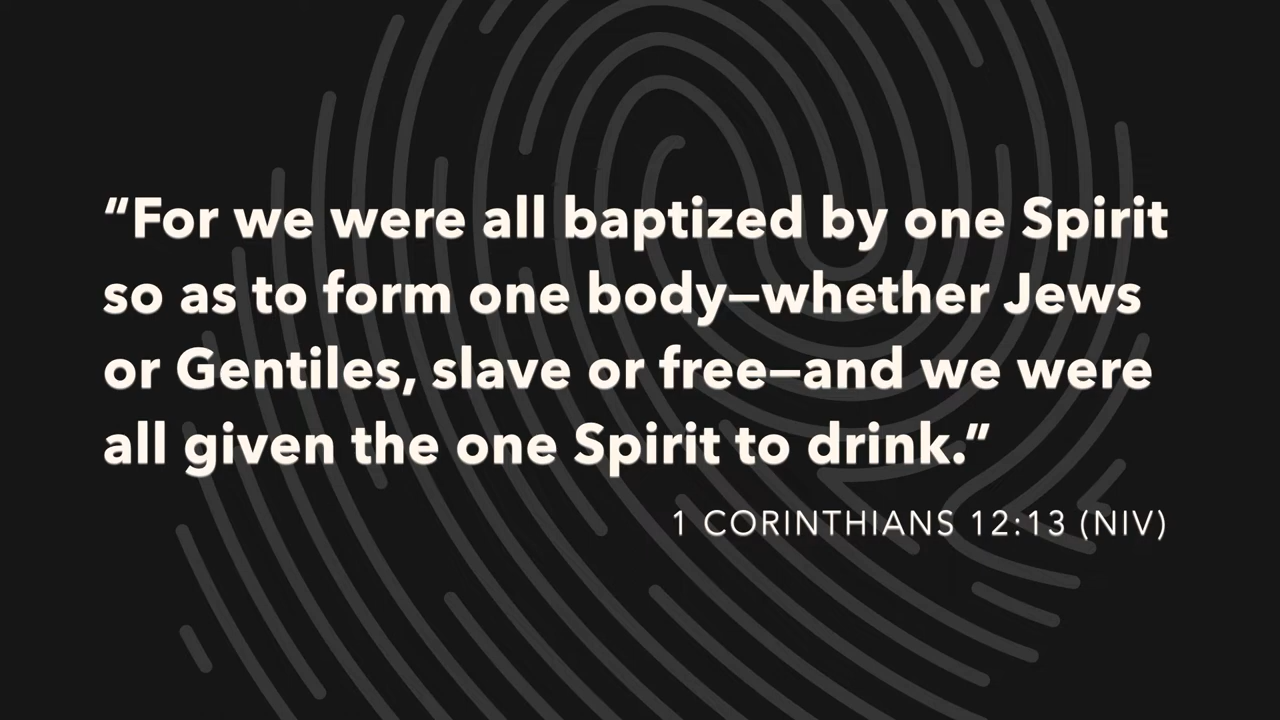 “For we were all baptized by one Spirit
so as to form one body—whether Jews
or Gentiles, slave or free—and we were
all given the one Spirit to drink.”
1 CORINTHIANS 12:13 (NIV)